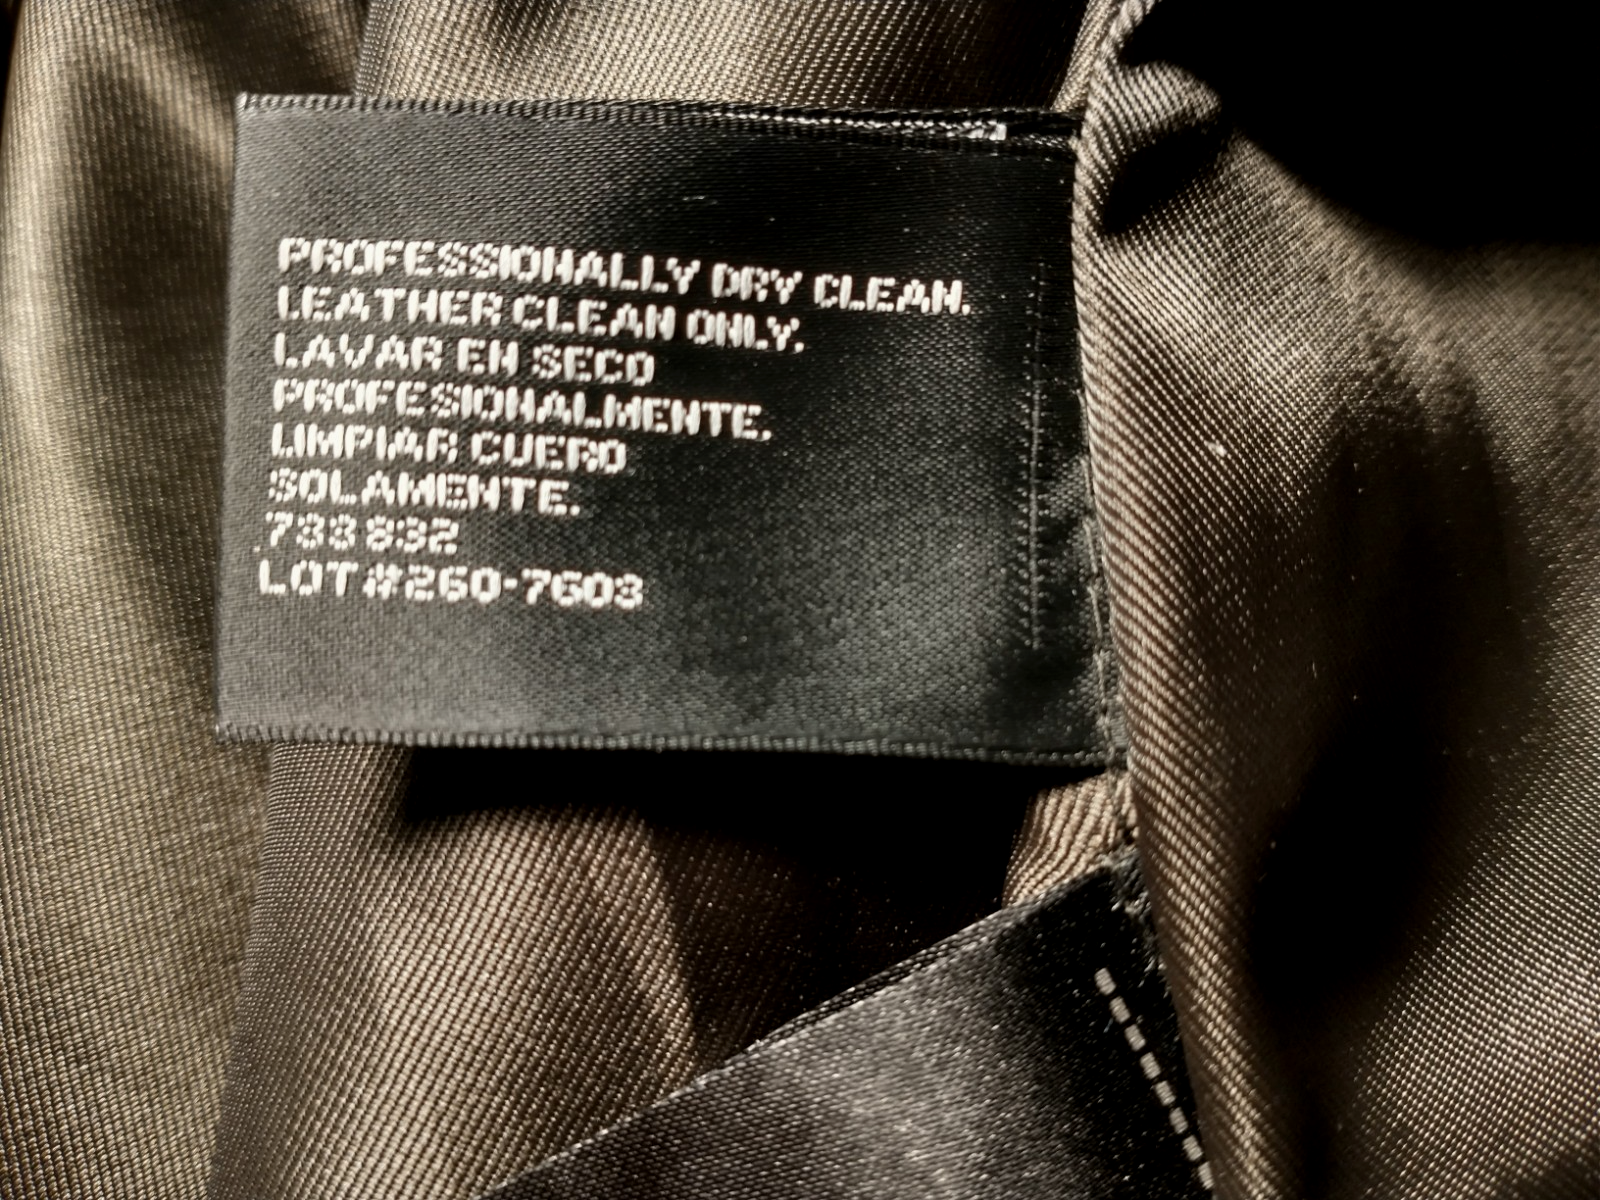 PROFESSIONALLY DRY CLEAN.
LEATHER CLEAN ONLY.
LAVAR EN SECO
PROFESIONALMENTE.
LIMPIAR CUERO
SOLAMENTE.
733 832
LOT#260-7603